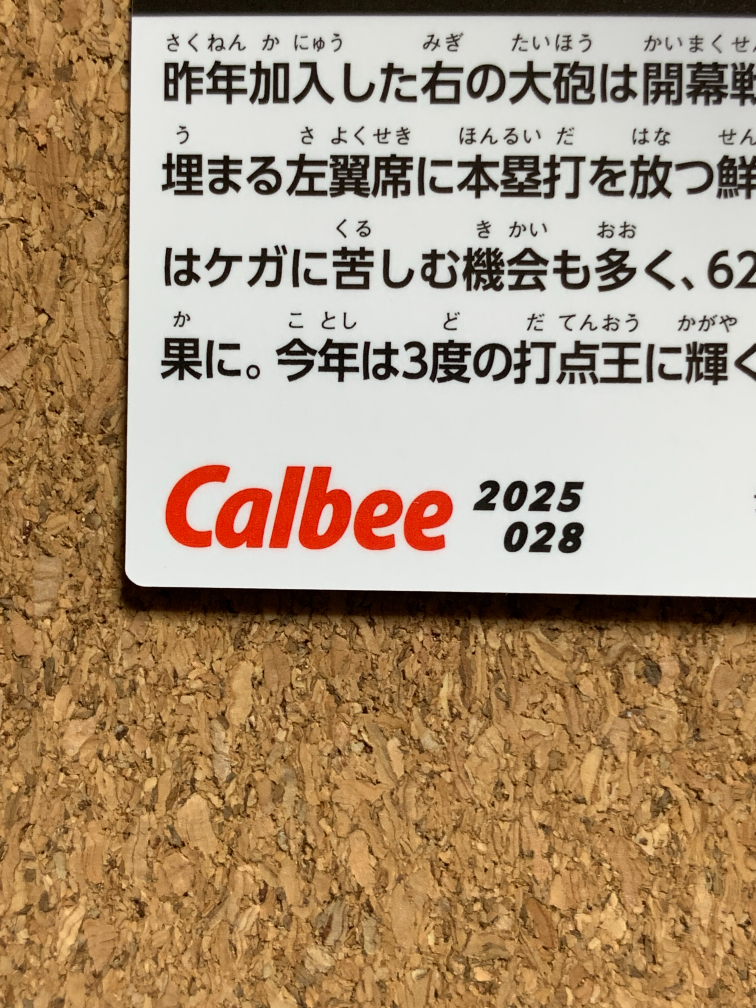 さくねん か にゅう みぎ たいほう かいまくせ
昨年加入した右の大砲は開幕戦
う さ よくせき ほんるい だ はな せん
埋まる左翼席に本塁打を放つ鮮
くる き かい おお
はケガに苦しむ機会も多く、62
か こ とし ど だ てんおう かがや
果に。今年は3度の打点王に輝く
Calbee 2025
028